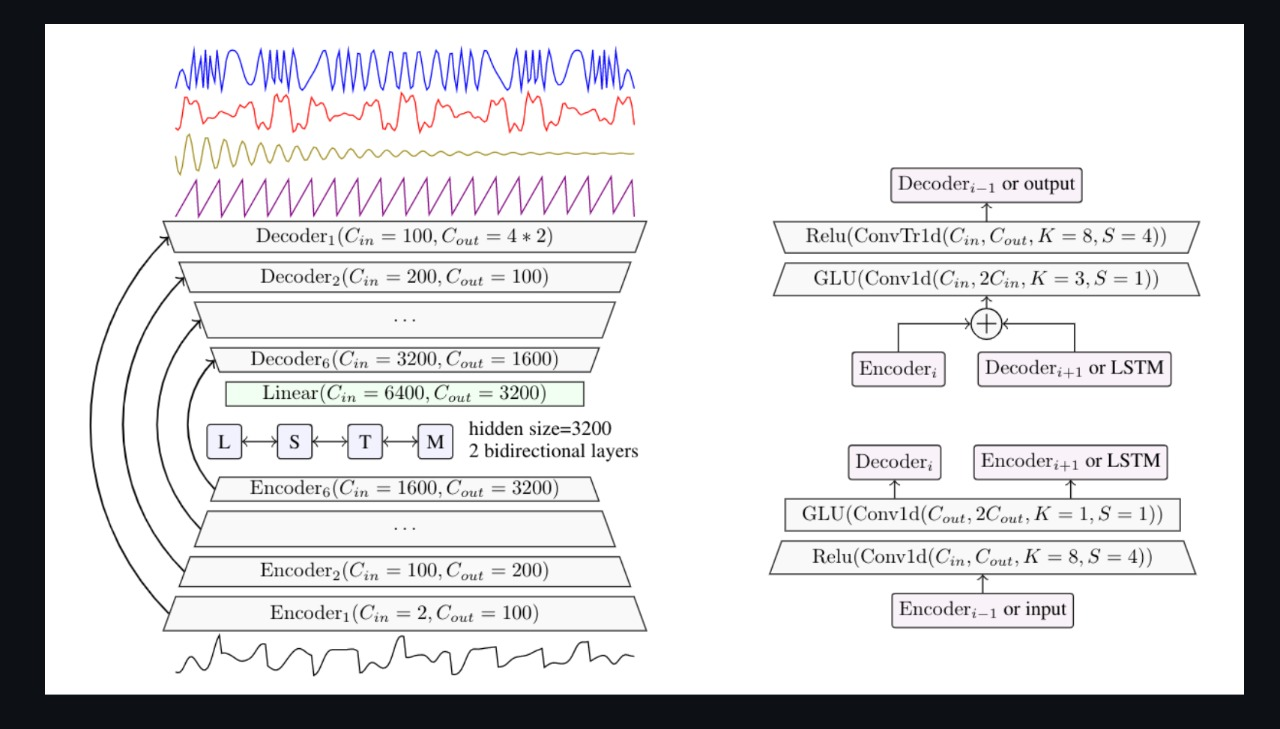 Decoder₁(C_in = 100, C_out = 4 * 2)
Decoder₂(C_in = 200, C_out = 100)
...
Decoder₆(C_in = 3200, C_out = 1600)
Linear(C_in = 6400, C_out = 3200)
L S T M
hidden size=3200
2 bidirectional layers
Encoder₆(C_in = 1600, C_out = 3200)
...
Encoder₂(C_in = 100, C_out = 200)
Encoder₁(C_in = 2, C_out = 100)
Decoder_{i−1} or output
Relu(ConvTr1d(C_in, C_out, K = 8, S = 4))
GLU(Conv1d(C_in, 2C_in, K = 3, S = 1))
+
Encoder_i
Decoder_{i+1} or LSTM
Decoder_i
Encoder_{i+1} or LSTM
GLU(Conv1d(C_out, 2C_out, K = 1, S = 1))
Relu(Conv1d(C_in, C_out, K = 8, S = 4))
Encoder_{i−1} or input